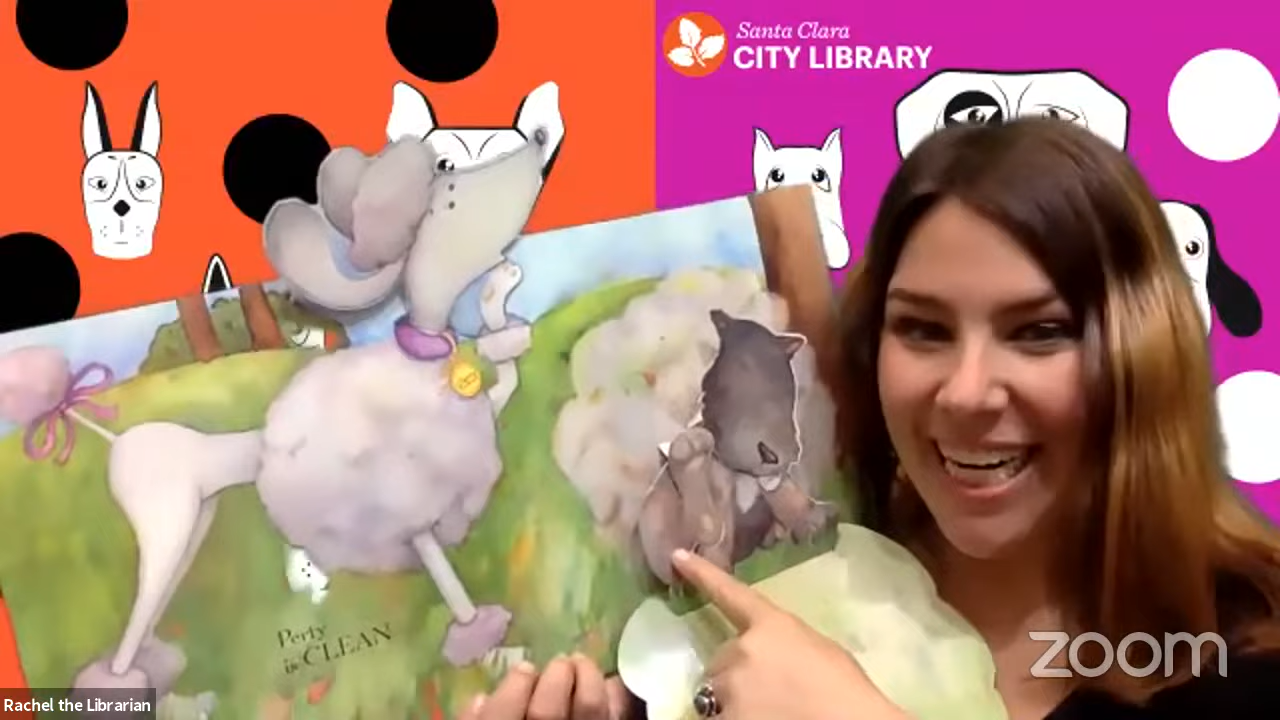 Santa Clara
CITY LIBRARY
Perty
is CLEAN
zoom
Rachel the Librarian